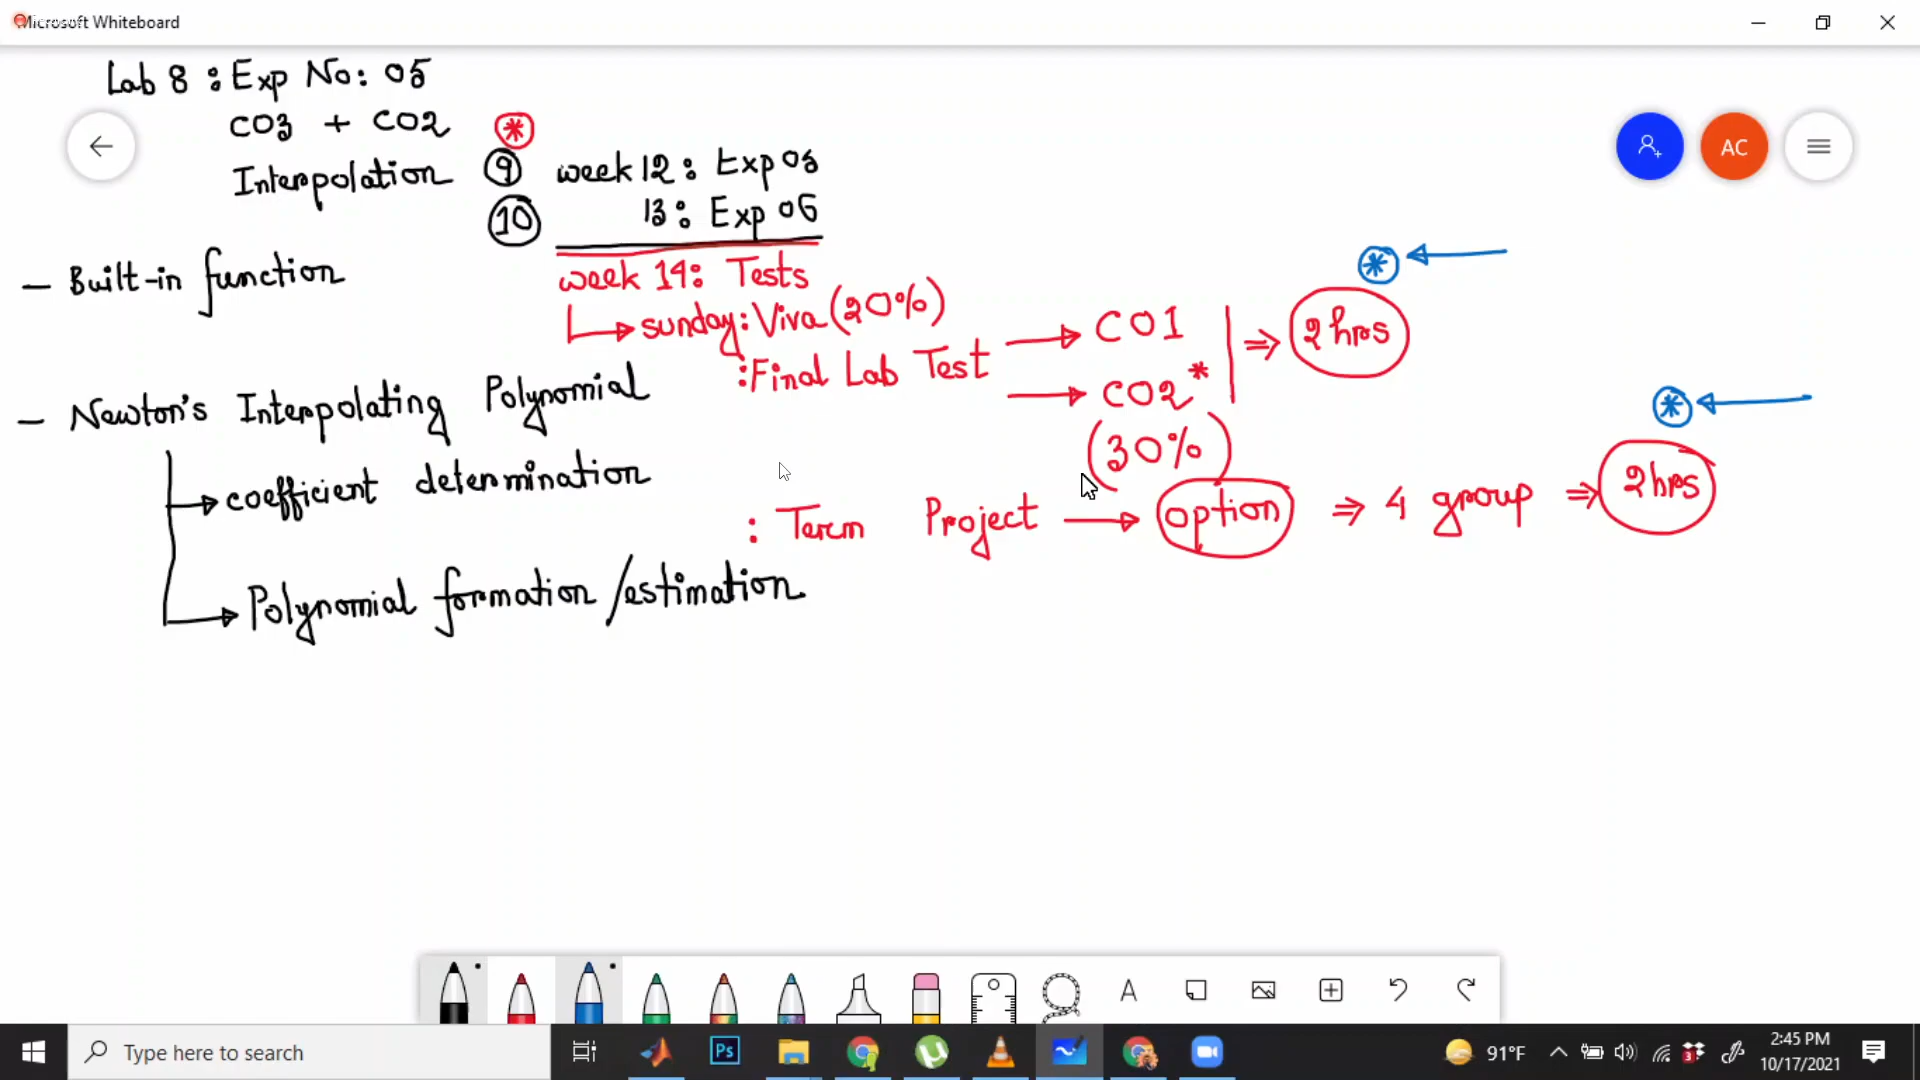 Microsoft Whiteboard
Lab 8 : Exp No: 05
CO3 + CO2
Interpolation
*
9 week 12: Exp 05
10 13: Exp 06
week 14: Tests
sunday: Viva (20%)
: Final Lab Test
CO1
CO2*
(30%)
⇒ 2 hrs
*
: Term Project → option ⇒ 4 group ⇒ 2 hrs
*
- Built-in function
- Newton's Interpolating Polynomial
→ coefficient determination
→ Polynomial formation /estimation
AC
A
Type here to search
Ps
91°F
3
2:45 PM
10/17/2021